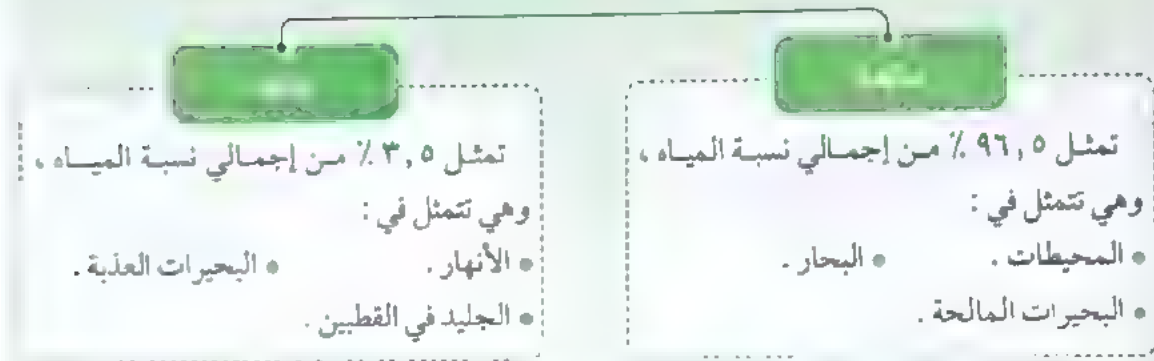 تمثل ٩٦,٥ ٪ من إجمالي نسبة المياه ،
وهي تتمثل في :
• المحيطات . • البحار .
• البحيرات المالحة .
تمثل ٣,٥ ٪ من إجمالي نسبة المياه ،
وهي تتمثل في :
• الأنهار . • البحيرات العذبة .
• الجليد في القطبين .